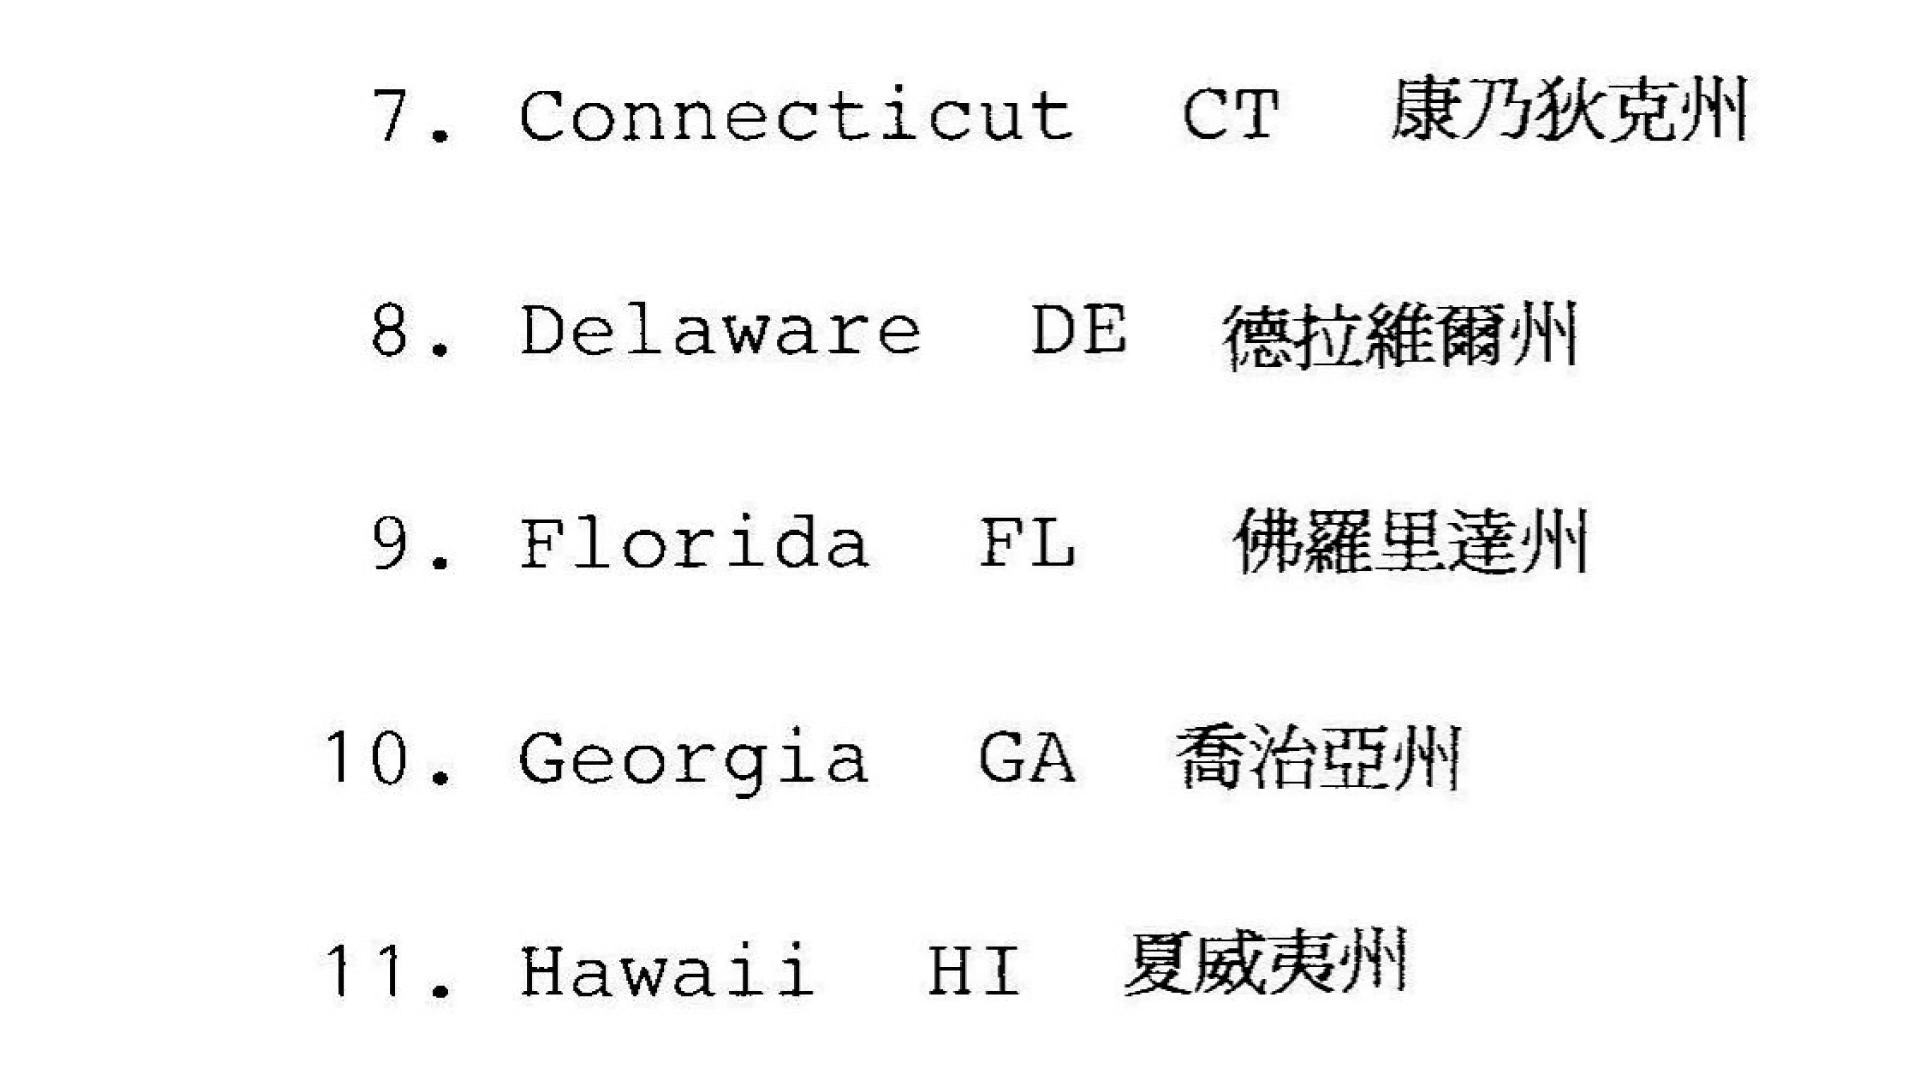 7. Connecticut CT 康乃狄克州
8. Delaware DE 德拉維爾州
9. Florida FL 佛羅里達州
10. Georgia GA 喬治亞州
11. Hawaii HI 夏威夷州